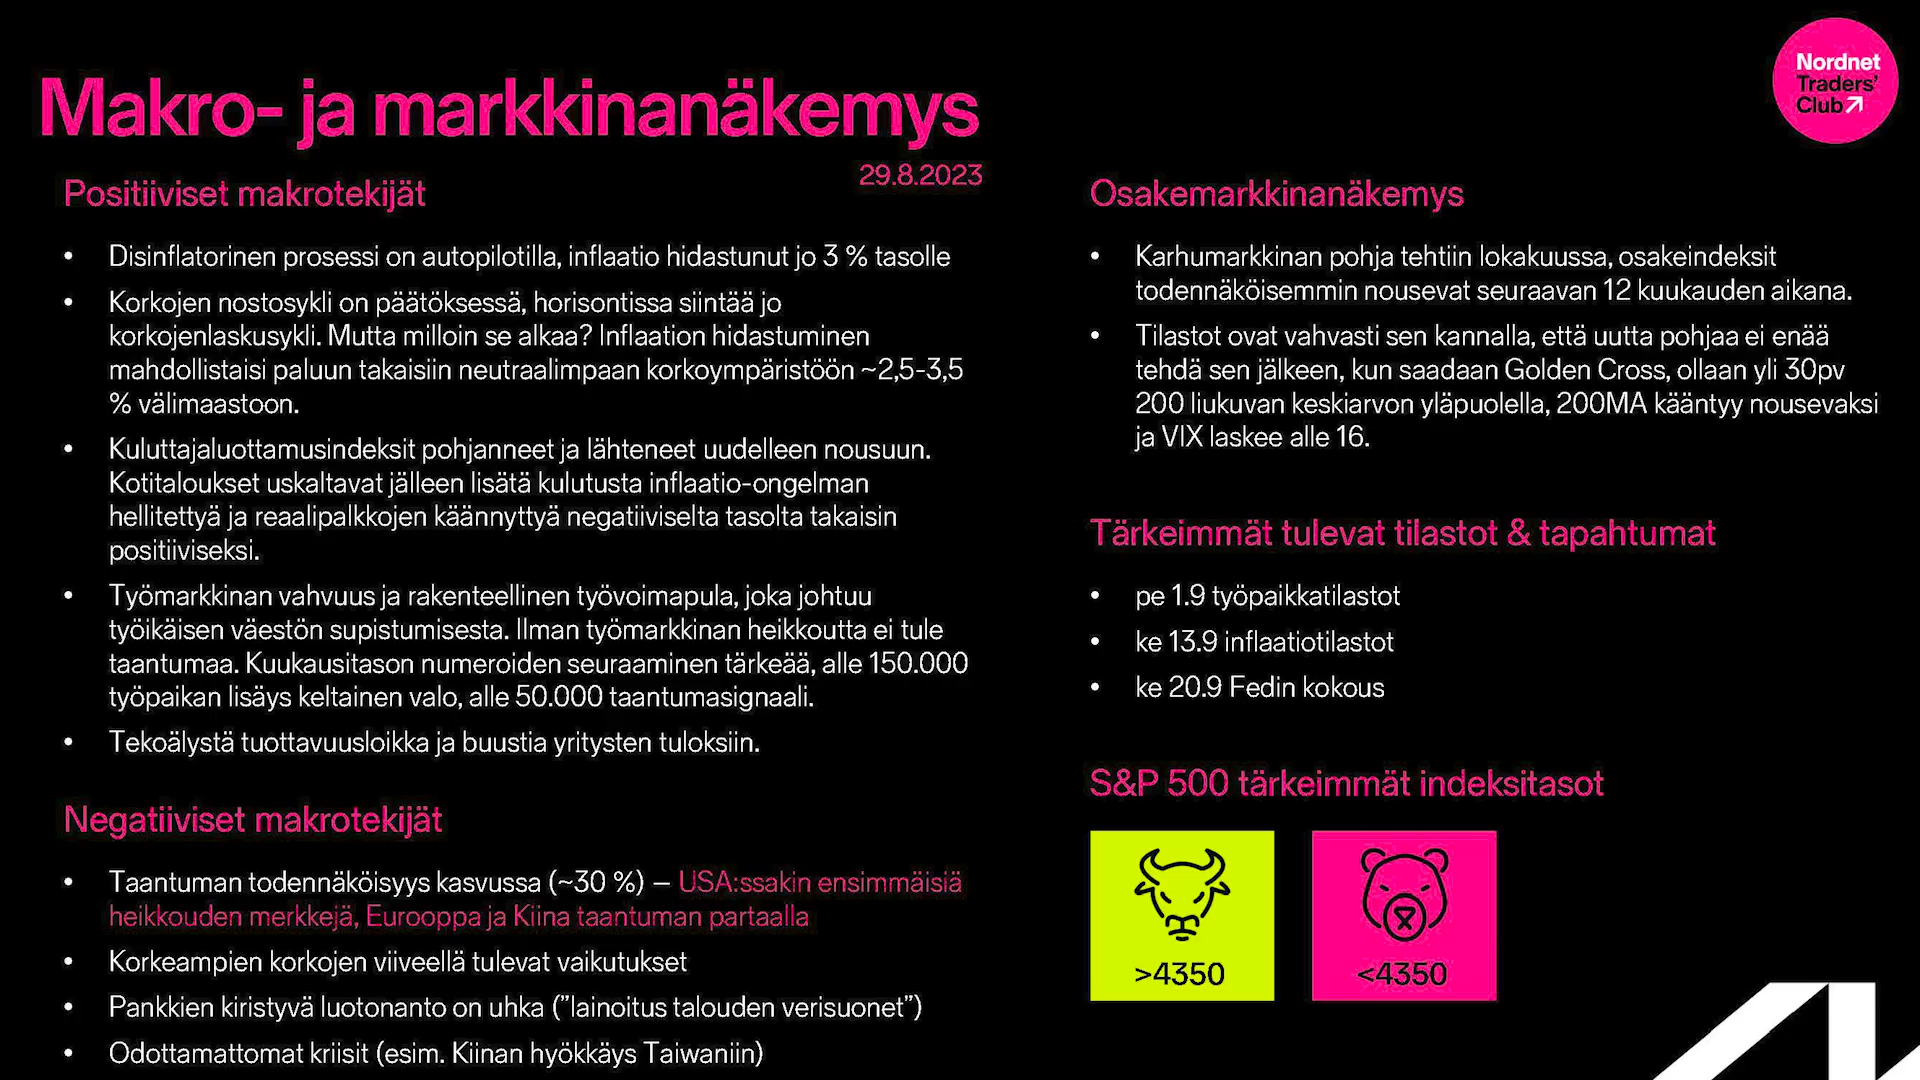 Makro- ja markkinanäkemys
29.8.2023
Nordnet
Traders'
Club
Positiiviset makrotekijät
• Disinflatorinen prosessi on autopilotilla, inflaatio hidastunut jo 3 % tasolle
• Korkojen nostosykli on päätöksessä, horisontissa siintää jo
korkojenlaskusykli. Mutta milloin se alkaa? Inflaation hidastuminen
mahdollistaisi paluun takaisiin neutraalimpaan korkoympäristöön ~2,5-3,5
% välimaastoon.
• Kuluttajaluottamusindeksit pohjanneet ja lähteneet uudelleen nousuun.
Kotitaloukset uskaltavat jälleen lisätä kulutusta inflaatio-ongelman
hellitettyä ja reaalipalkkojen käännyttyä negatiiviselta tasolta takaisin
positiiviseksi.
• Työmarkkinan vahvuus ja rakenteellinen työvoimapula, joka johtuu
työikäisen väestön supistumisesta. Ilman työmarkkinan heikkoutta ei tule
taantumaa. Kuukausitason numeroiden seuraaminen tärkeää, alle 150.000
työpaikan lisäys keltainen valo, alle 50.000 taantumasignaali.
• Tekoälystä tuottavuusloikka ja buustia yritysten tuloksiin.
Negatiiviset makrotekijät
• Taantuman todennäköisyys kasvussa (~30 %) – USA:ssakin ensimmäisiä
heikkouden merkkejä, Eurooppa ja Kiina taantuman partaalla
• Korkeampien korkojen viiveellä tulevat vaikutukset
• Pankkien kiristyvä luotonanto on uhka (”lainoitus talouden verisuonet”)
• Odottamattomat kriisit (esim. Kiinan hyökkäys Taiwaniin)
Osakemarkkinanäkemys
• Karhumarkkinan pohja tehtiin lokakuussa, osakeindeksit
todennäköisemmin nousevat seuraavan 12 kuukauden aikana.
• Tilastot ovat vahvasti sen kannalla, että uutta pohjaa ei enää
tehdä sen jälkeen, kun saadaan Golden Cross, ollaan yli 30pv
200 liukuvan keskiarvon yläpuolella, 200MA kääntyy nousevaksi
ja VIX laskee alle 16.
Tärkeimmät tulevat tilastot & tapahtumat
• pe 1.9 työpaikkatilastot
• ke 13.9 inflaatiotilastot
• ke 20.9 Fedin kokous
S&P 500 tärkeimmät indeksitasot
>4350
<4350